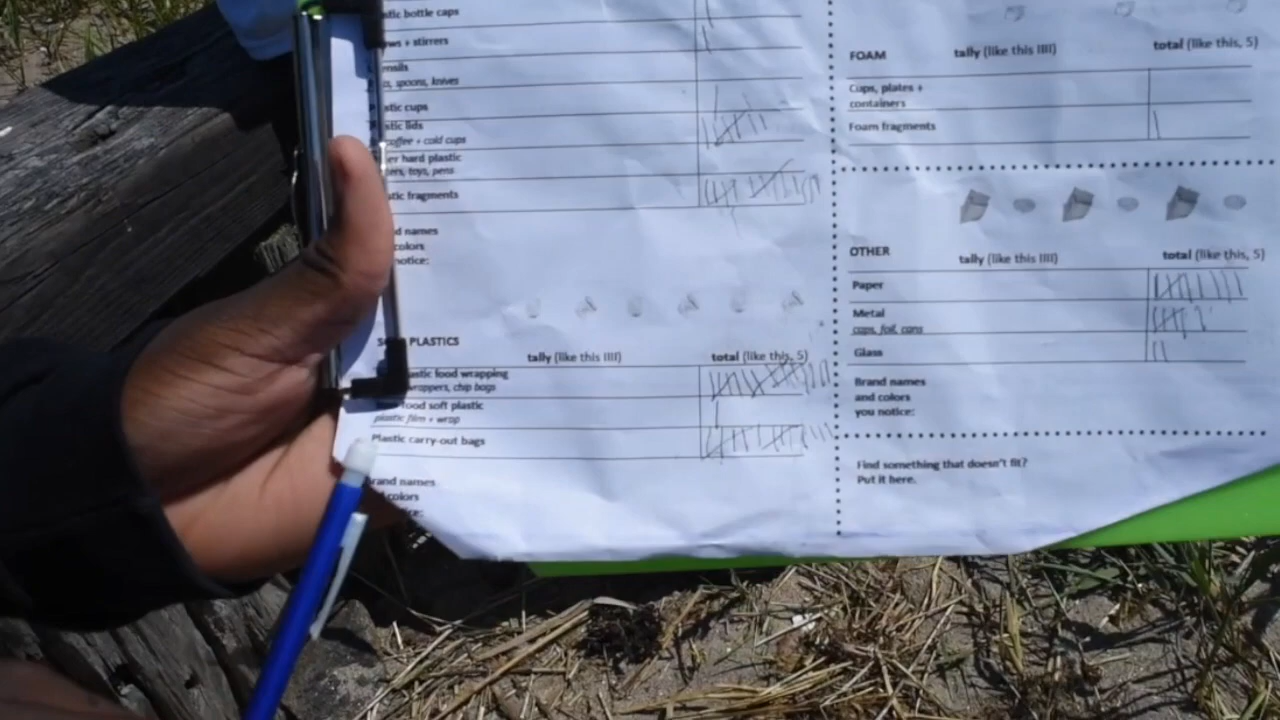 stic bottle caps
ws + stirrers
ensils
s, spoons, knives
stic cups
stic lids
coffee + cold cups
er hard plastic
ers, toys, pens
stic fragments
d names
colors
notice:
PLASTICS
tally (like this IIII)
total (like this, 5)
astic food wrapping
wrappers, chip bags
food soft plastic
plastic film + wrap
Plastic carry-out bags
rand names
colors
ice:
FOAM
tally (like this IIII)
total (like this, 5)
Cups, plates +
containers
Foam fragments
OTHER
tally (like this IIII)
total (like this, 5)
Paper
Metal
caps, foil, cans
Glass
Brand names
and colors
you notice:
Find something that doesn't fit?
Put it here.